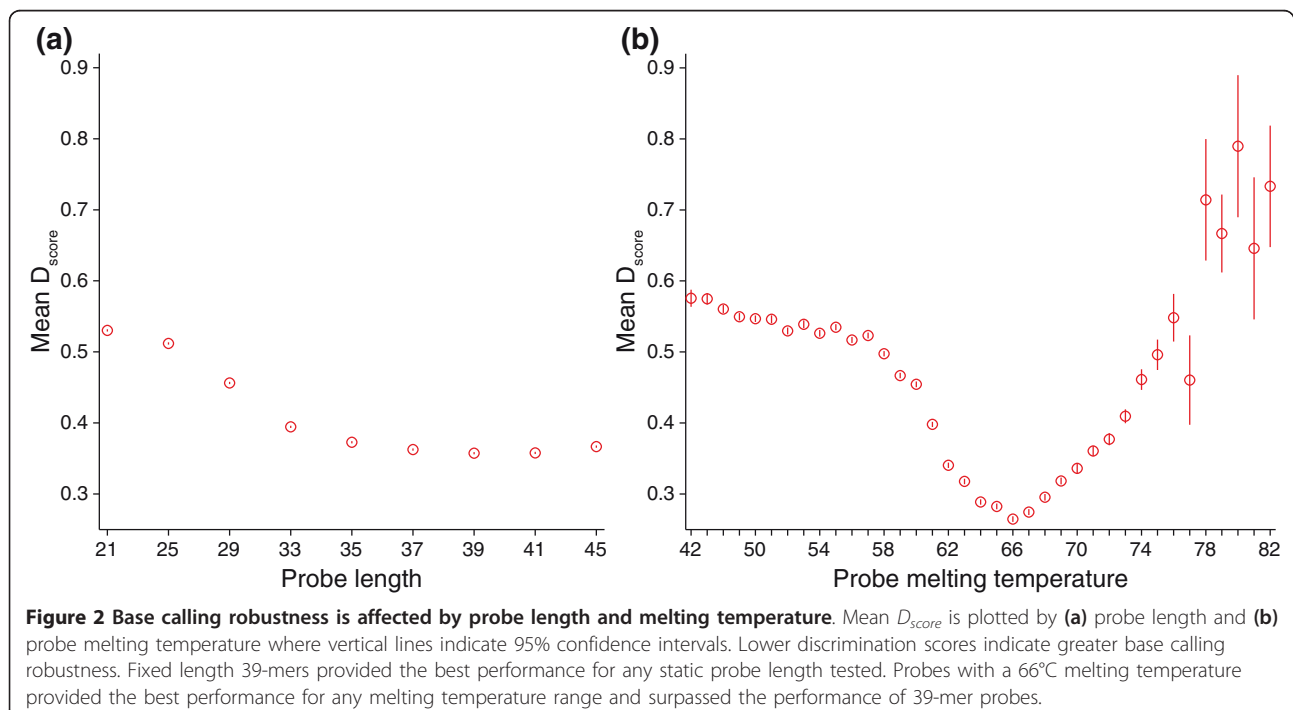 (a)
(b)
0.9
0.8
0.7
0.6
0.5
0.4
0.3
Mean D_score
21 25 29 33 35 37 39 41 45
Probe length
0.9
0.8
0.7
0.6
0.5
0.4
0.3
Mean D_score
42 50 54 58 62 66 70 74 78 82
Probe melting temperature
Figure 2 Base calling robustness is affected by probe length and melting temperature. Mean D_score is plotted by (a) probe length and (b)
probe melting temperature where vertical lines indicate 95% confidence intervals. Lower discrimination scores indicate greater base calling
robustness. Fixed length 39-mers provided the best performance for any static probe length tested. Probes with a 66°C melting temperature
provided the best performance for any melting temperature range and surpassed the performance of 39-mer probes.